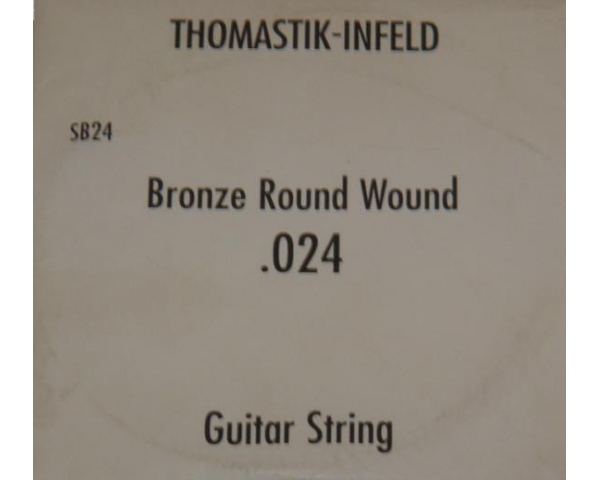 THOMASTIK-INFELD
SB24
Bronze Round Wound
.024
Guitar String